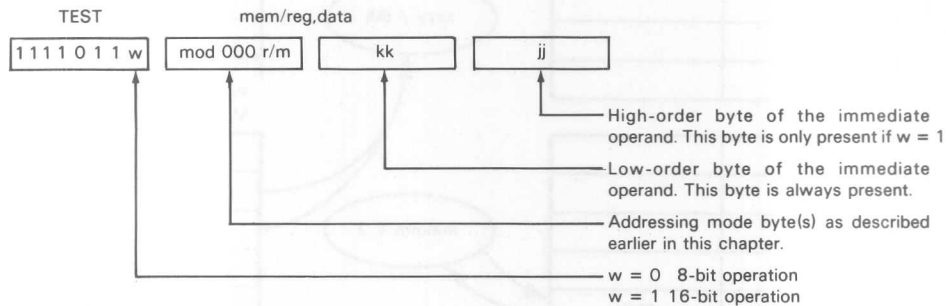 TEST mem/reg,data
1 1 1 1 0 1 1 w mod 000 r/m kk jj
High-order byte of the immediate
operand. This byte is only present if w = 1
Low-order byte of the immediate
operand. This byte is always present.
Addressing mode byte(s) as described
earlier in this chapter.
w = 0 8-bit operation
w = 1 16-bit operation